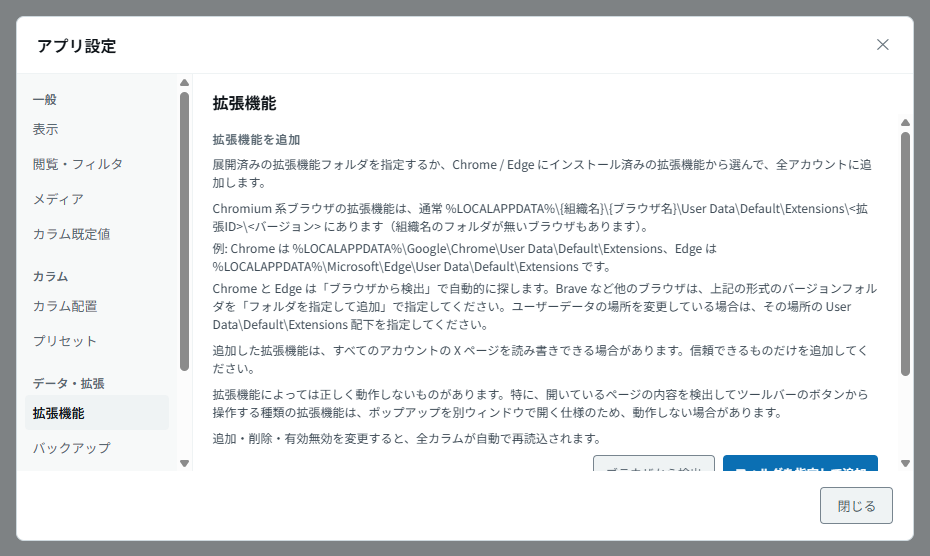 アプリ設定
一般
表示
閲覧・フィルタ
メディア
カラム既定値
カラム
カラム配置
プリセット
データ・拡張
拡張機能
バックアップ
拡張機能
拡張機能を追加
展開済みの拡張機能フォルダを指定するか、Chrome / Edge にインストール済みの拡張機能から選んで、全アカウントに追
加します。
Chromium 系ブラウザの拡張機能は、通常 %LOCALAPPDATA%\{組織名}\{ブラウザ名}\User Data\Default\Extensions\<拡
張ID>\<バージョン> にあります（組織名のフォルダが無いブラウザもあります）。
例: Chrome は %LOCALAPPDATA%\Google\Chrome\User Data\Default\Extensions、Edge は
%LOCALAPPDATA%\Microsoft\Edge\User Data\Default\Extensions です。
Chrome と Edge は「ブラウザから検出」で自動的に探します。Brave など他のブラウザは、上記の形式のバージョンフォル
ダを「フォルダを指定して追加」で指定してください。ユーザーデータの場所を変更している場合は、その場所の User
Data\Default\Extensions 配下を指定してください。
追加した拡張機能は、すべてのアカウントの X ページを読み書きできる場合があります。信頼できるものだけを追加してく
ださい。
拡張機能によっては正しく動作しないものがあります。特に、開いているページの内容を検出してツールバーのボタンから
操作する種類の拡張機能は、ポップアップを別ウィンドウで開く仕様のため、動作しない場合があります。
追加・削除・有効無効を変更すると、全カラムが自動で再読込されます。
ブラウザから検出
フォルダを指定して追加
閉じる